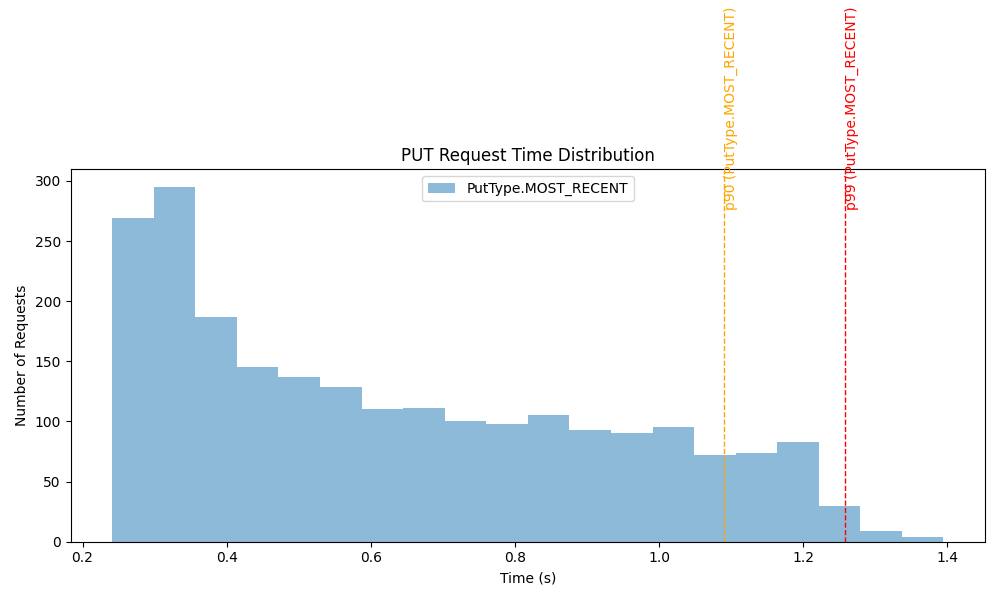 p90 (PutType.MOST_RECENT)
p99 (PutType.MOST_RECENT)
PUT Request Time Distribution
PutType.MOST_RECENT
Number of Requests
300
250
200
150
100
50
0
0.2
0.4
0.6
0.8
1.0
1.2
1.4
Time (s)